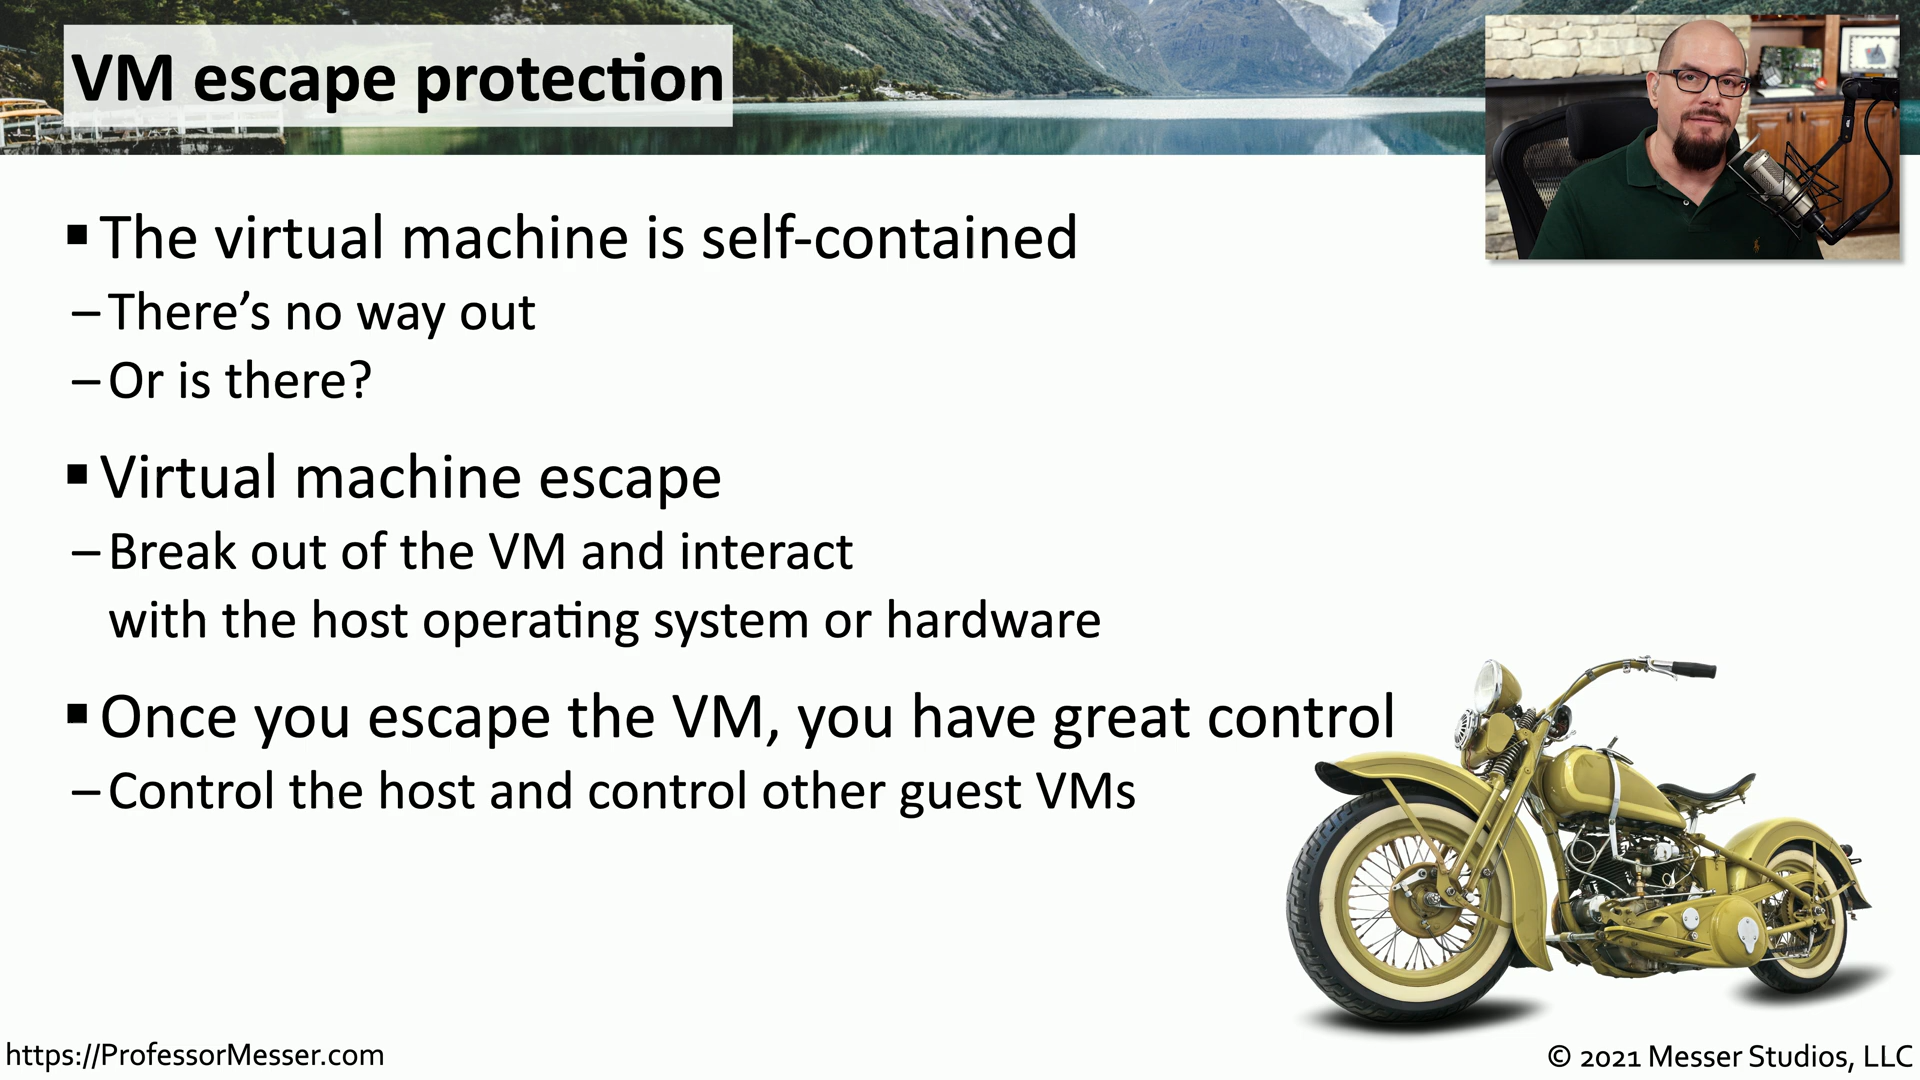 VM escape protection
▪ The virtual machine is self-contained
– There’s no way out
– Or is there?
▪ Virtual machine escape
– Break out of the VM and interact
with the host operating system or hardware
▪ Once you escape the VM, you have great control
– Control the host and control other guest VMs
https://ProfessorMesser.com
© 2021 Messer Studios, LLC